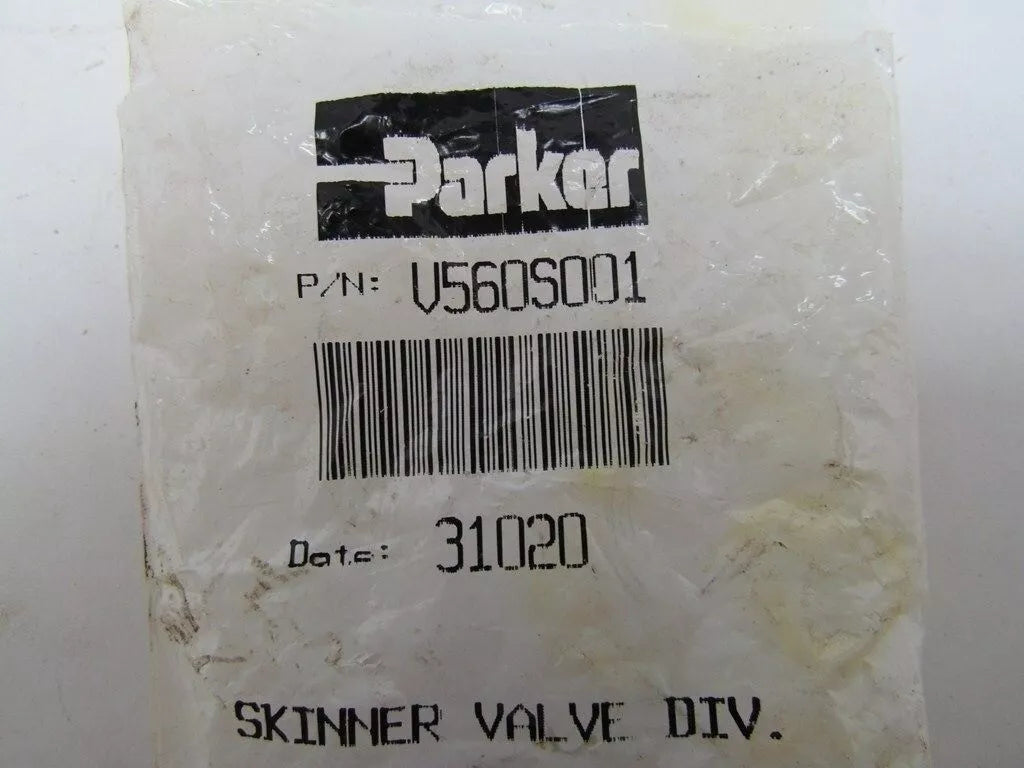 Parker
P/N: V560S001
Date: 31020
SKINNER VALVE DIV.